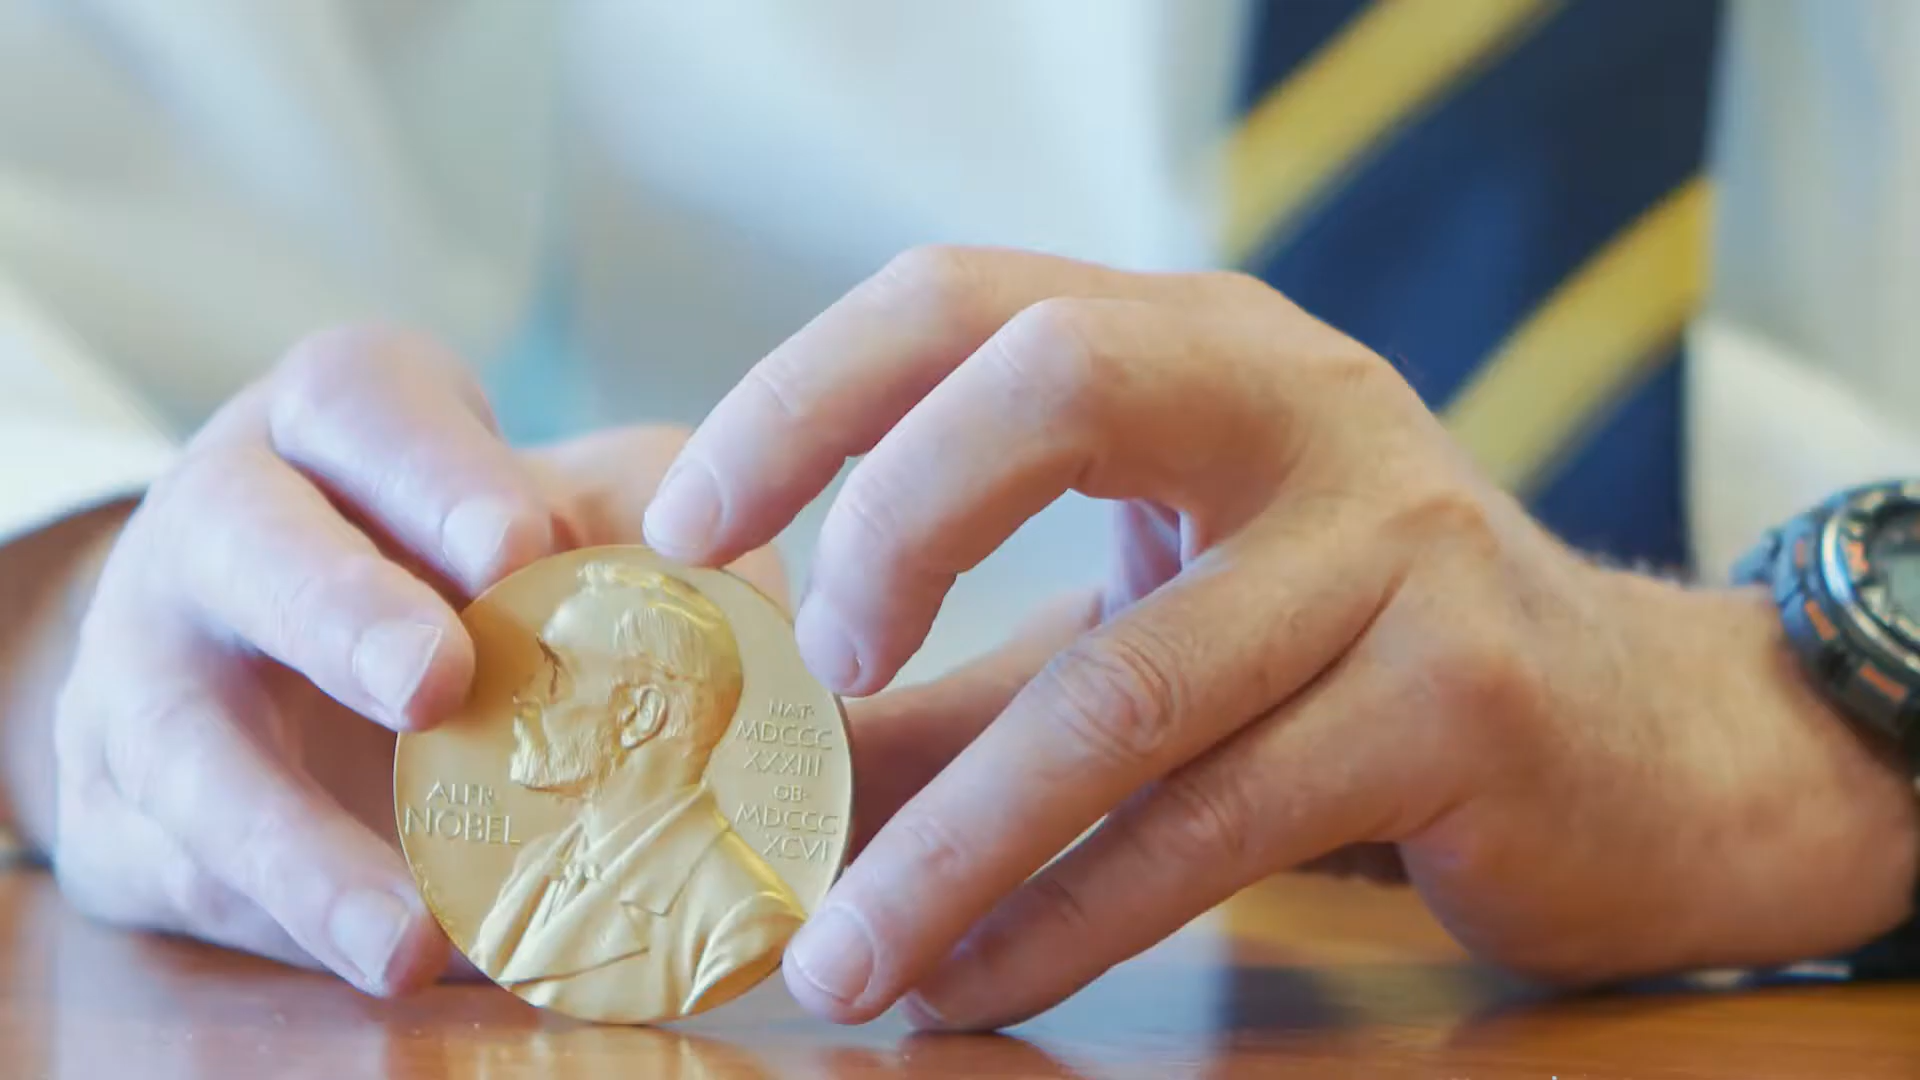 ALFR·
NOBEL
NAT·
MDCCC
XXXIII
OB·
MDCCC
XCVI